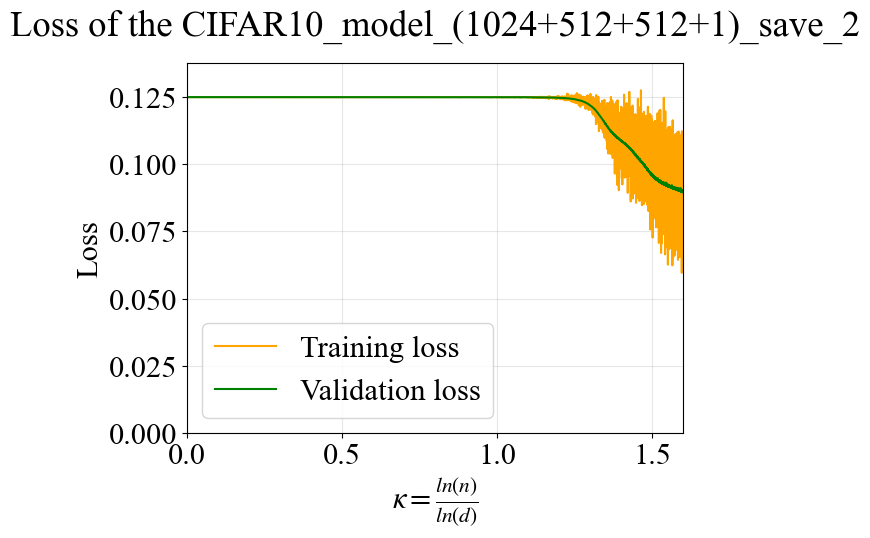 Loss of the CIFAR10_model_(1024+512+512+1)_save_2
Loss
0.125
0.100
0.075
0.050
0.025
0.000
Training loss
Validation loss
0.0 0.5 1.0 1.5
κ = ln(n)/ln(d)